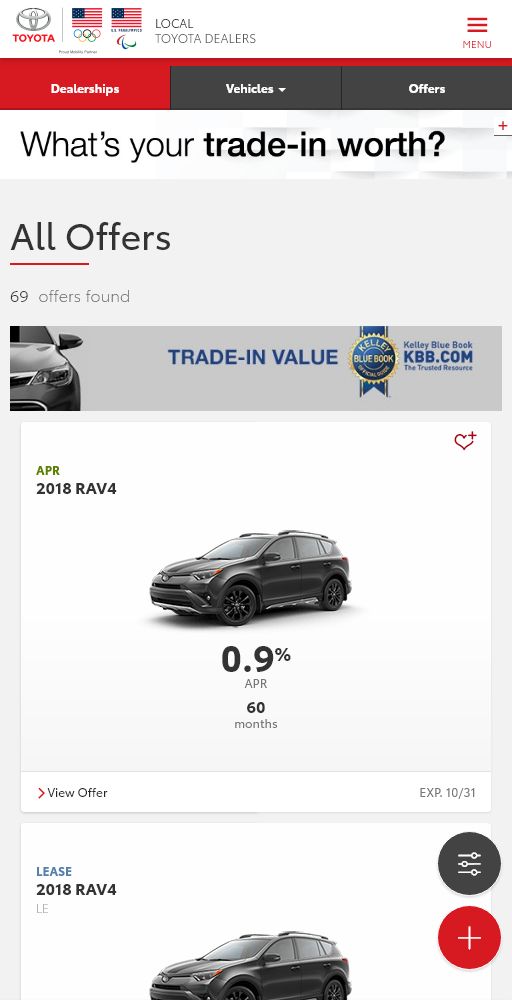 TOYOTA
U.S. PARALYMPICS
Proud Mobility Partner
LOCAL
TOYOTA DEALERS
MENU
Dealerships
Vehicles
Offers
What's your trade-in worth?
All Offers
69 offers found
TRADE-IN VALUE
KELLEY
BLUE BOOK
OFFICIAL GUIDE
Kelley Blue Book
KBB.COM
The Trusted Resource
APR
2018 RAV4
0.9%
APR
60
months
View Offer
EXP. 10/31
LEASE
2018 RAV4
LE